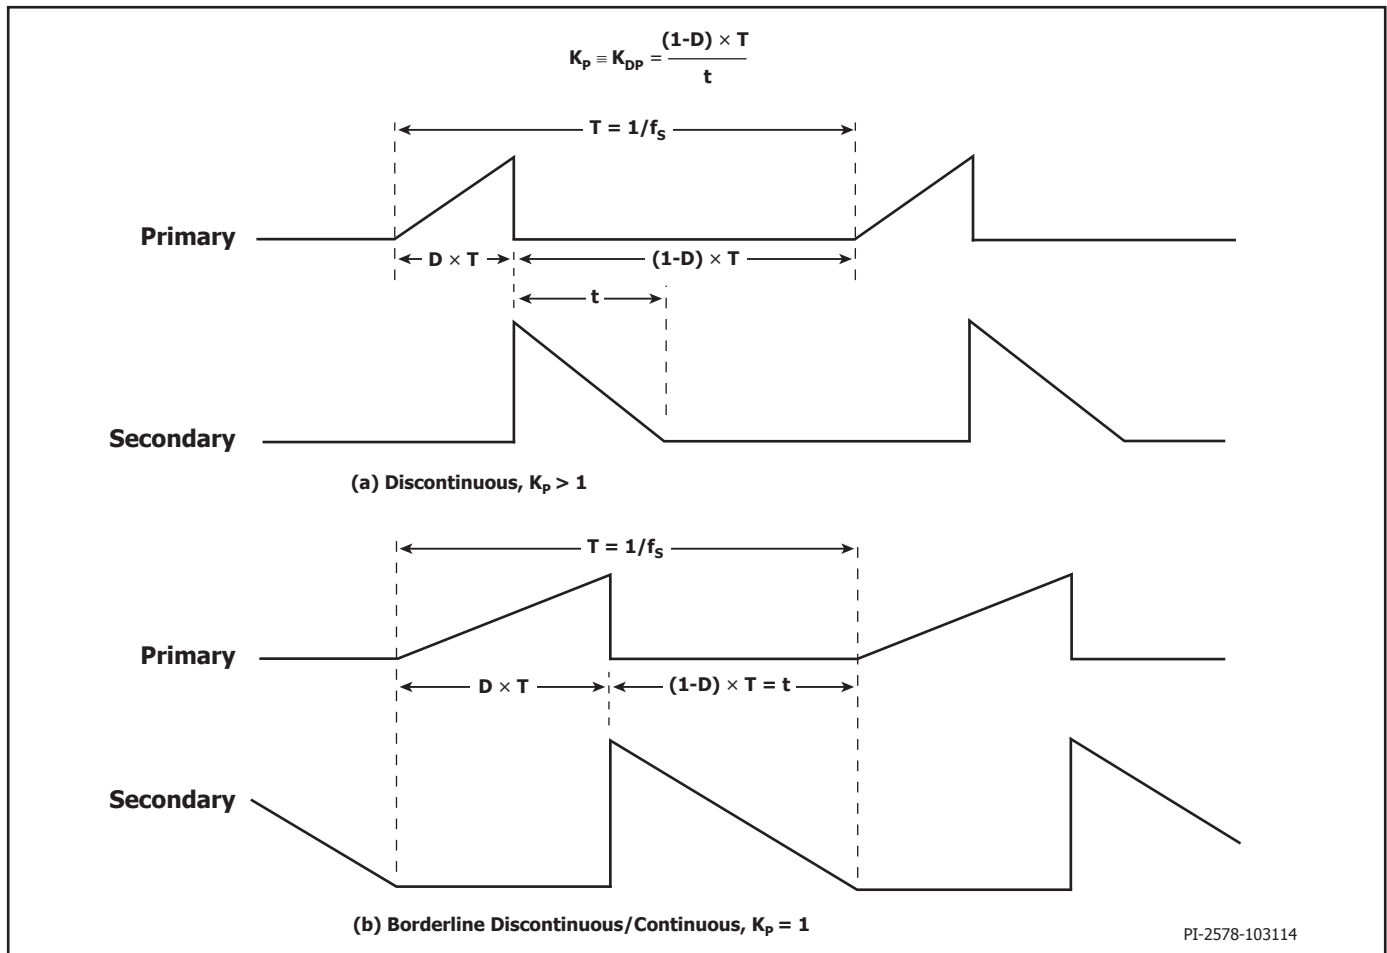 K_P ≡ K_DP = (1-D) × T / t
T = 1/f_S
Primary
D × T
(1-D) × T
t
Secondary
(a) Discontinuous, K_P > 1
T = 1/f_S
Primary
D × T
(1-D) × T = t
Secondary
(b) Borderline Discontinuous/Continuous, K_P = 1
PI-2578-103114